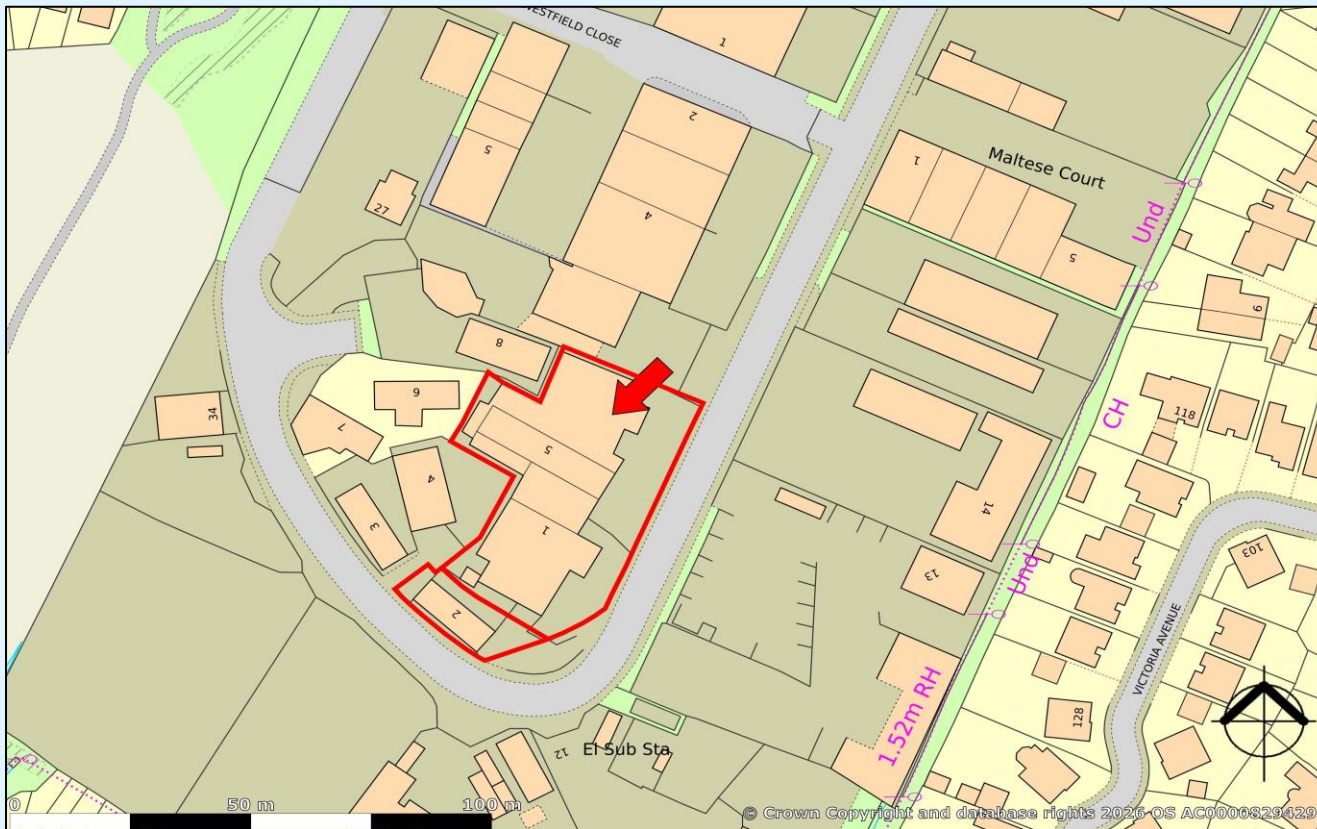 WESTFIELD CLOSE
1
2
5
4
27
1
Maltese Court
5
Und
9
8
6
7
34
5
4
3
1
2
118
CH
14
13
Und
103
VICTORIA AVENUE
128
1.52m RH
12
El Sub Sta
0
50 m
100 m
© Crown Copyright and database rights 2026 OS AC0000829429